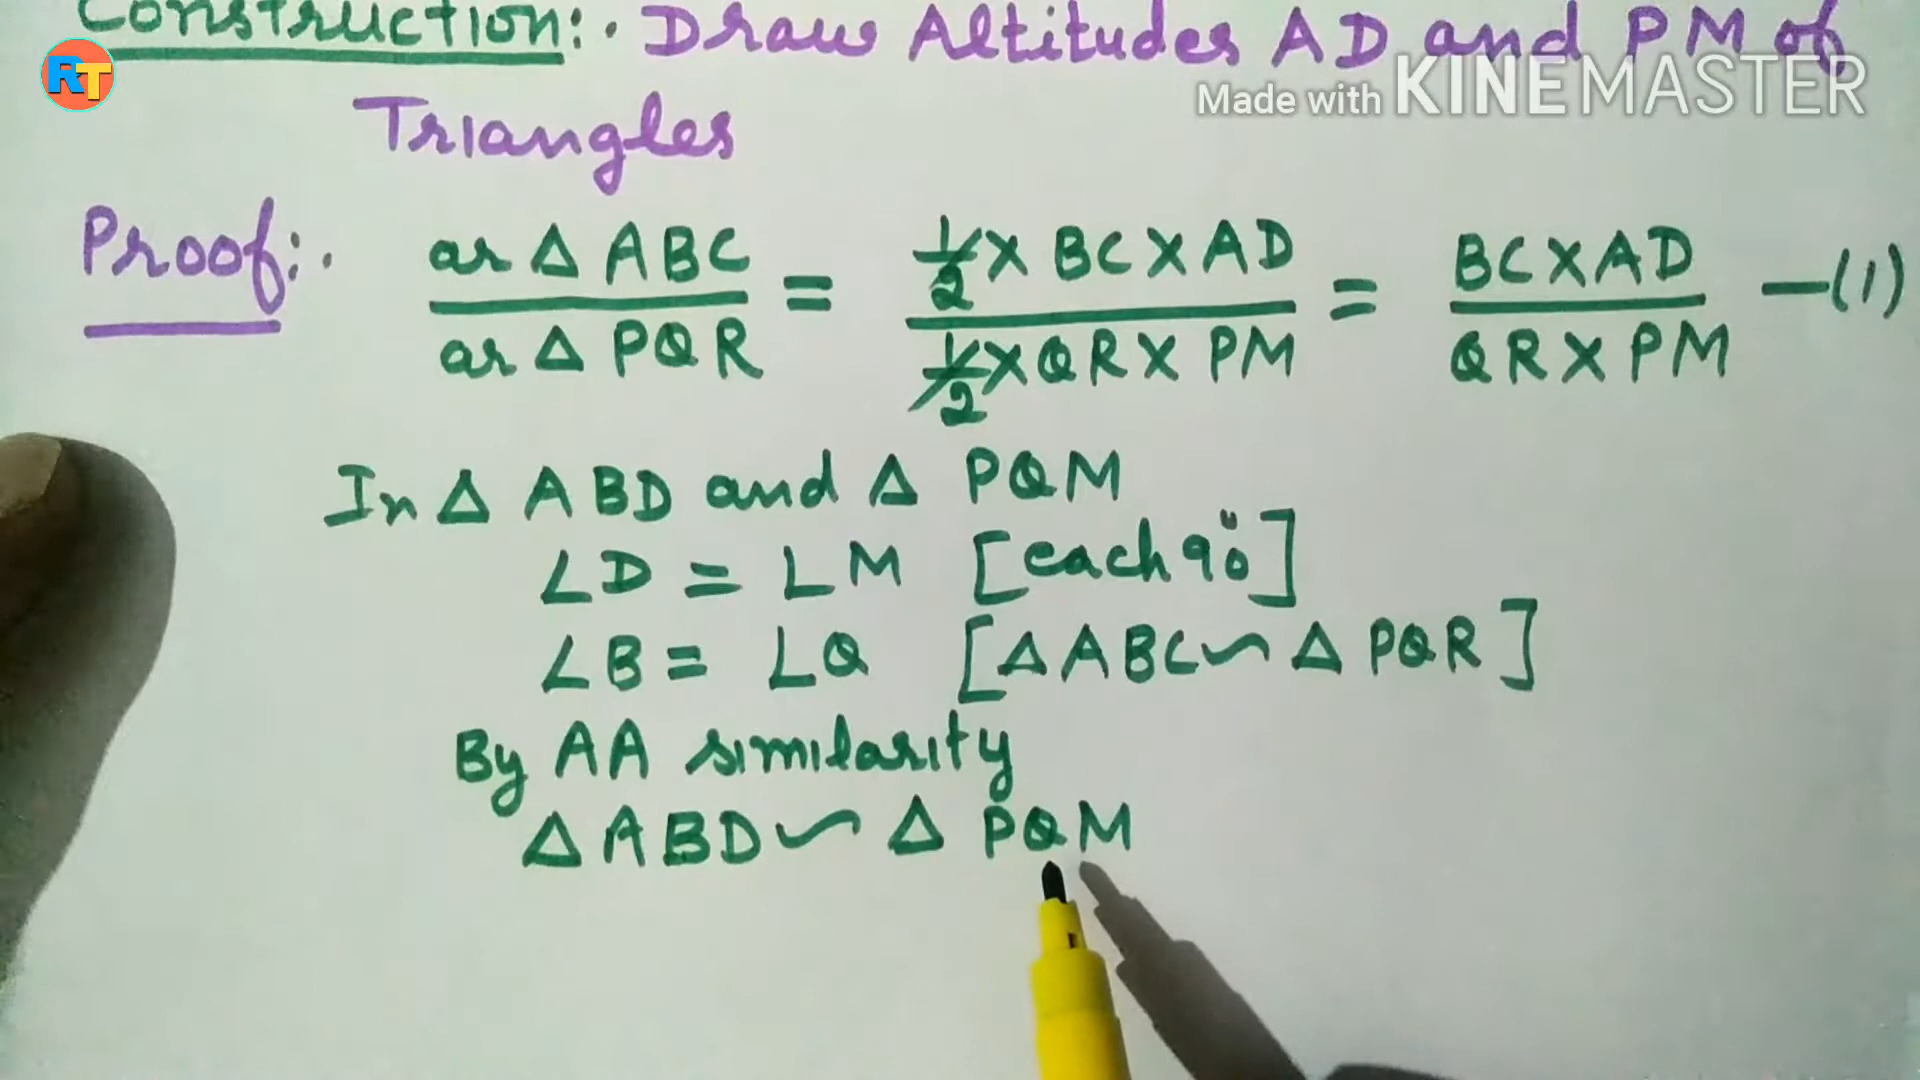 Construction:· Draw Altitudes AD and PM of
RT
Made with KINEMASTER
Triangles
Proof:· ar Δ ABC / ar Δ PQR = 1/2 X BC X AD / 1/2 X QR X PM = BC X AD / QR X PM —(1)
In Δ ABD and Δ PQM
∠D = ∠M [each 90°]
∠B = ∠Q [Δ ABC ∽ Δ PQR]
By AA similarity
Δ ABD ∽ Δ PQM